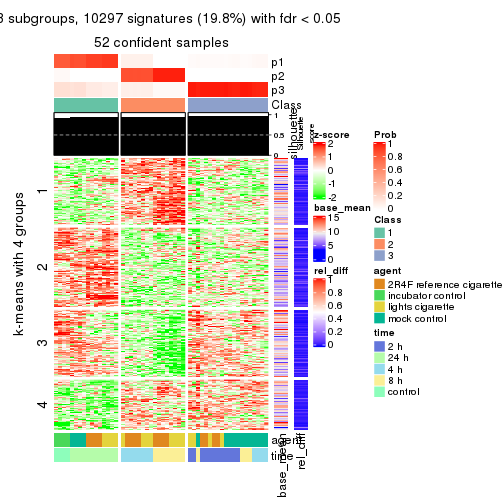 3 subgroups, 10297 signatures (19.8%) with fdr < 0.05
52 confident samples
p1
p2
p3
Class
1
0.5
0
silhouette
Silhouette
score
k-means with 4 groups
1
2
3
4
agent
time
base_mean
rel_diff
z-score
2
1
0
-1
-2
base_mean
15
10
5
0
rel_diff
1
0.8
0.6
0.4
0.2
0
Prob
1
0.8
0.6
0.4
0.2
0
Class
1
2
3
agent
2R4F reference cigarette
incubator control
lights cigarette
mock control
time
2 h
24 h
4 h
8 h
control